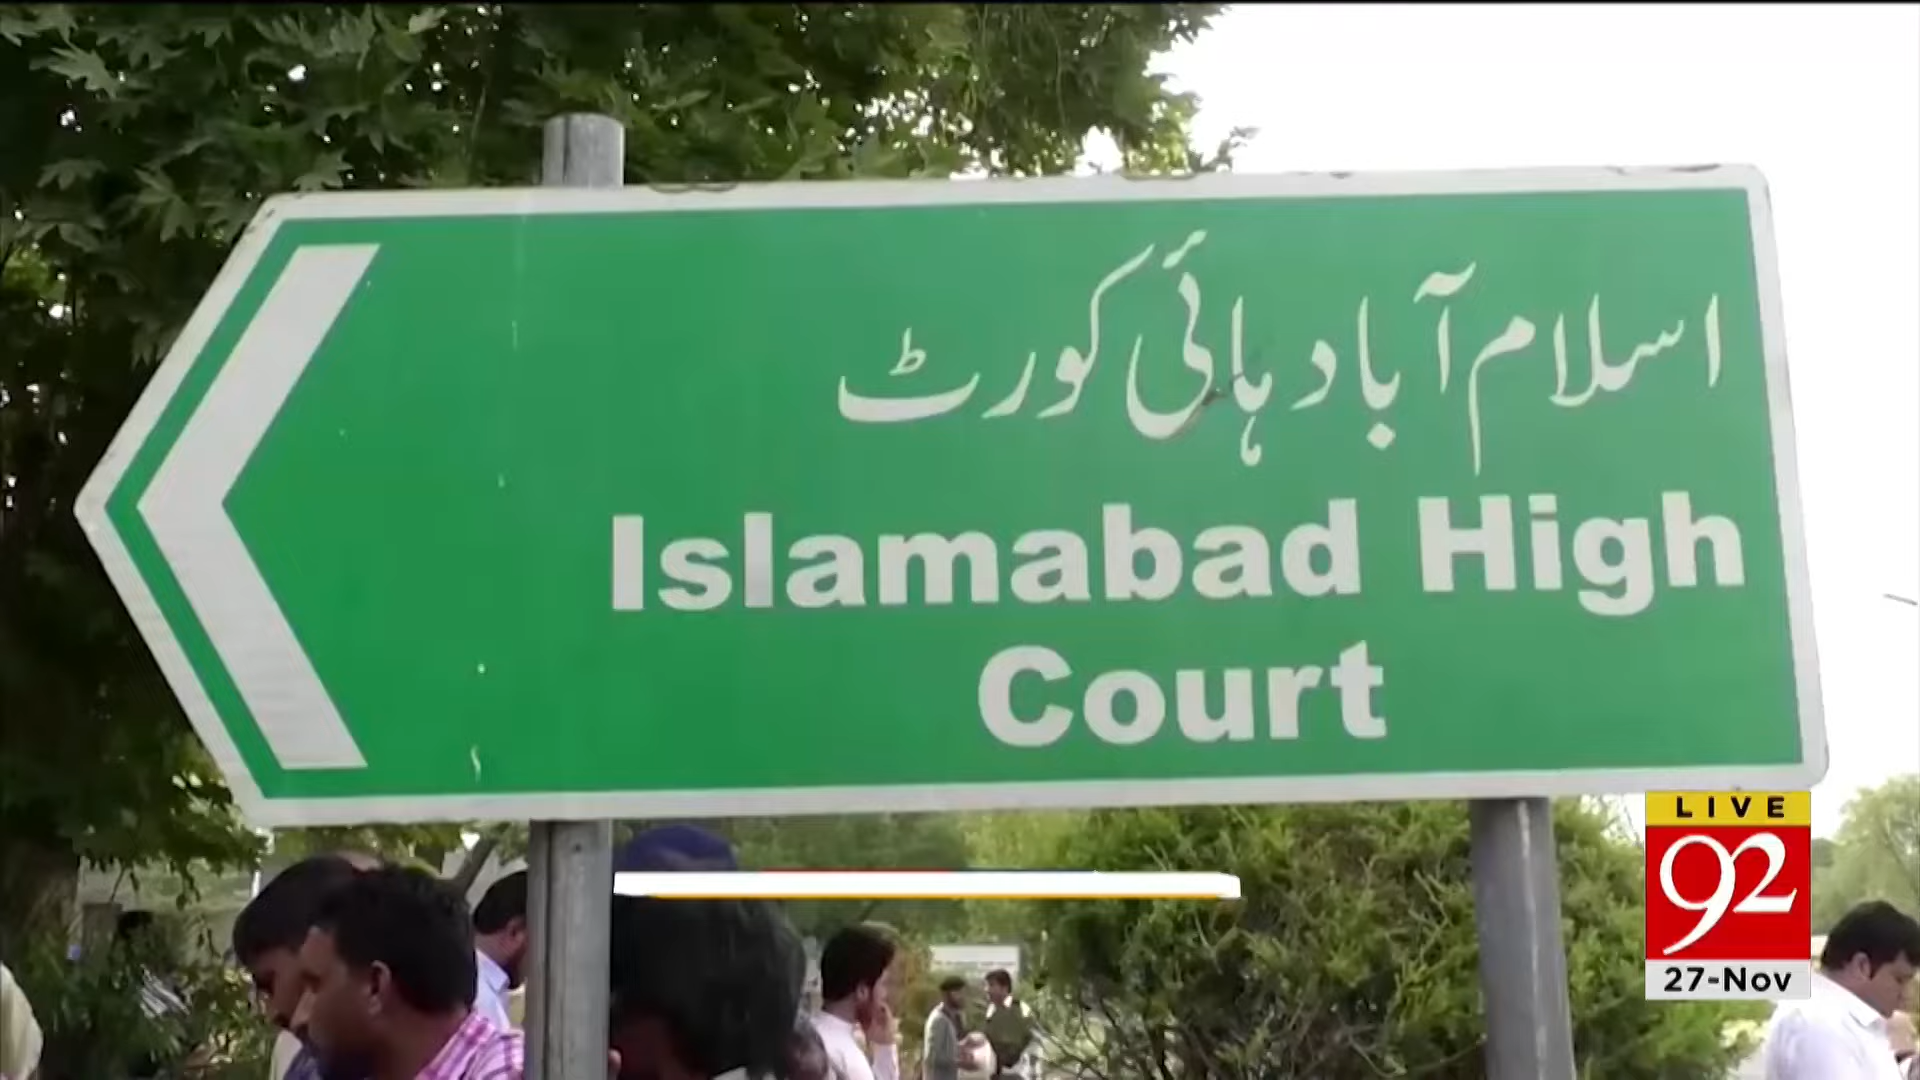 اسلام آباد ہائی کورٹ
Islamabad High
Court
LIVE
92
27-Nov